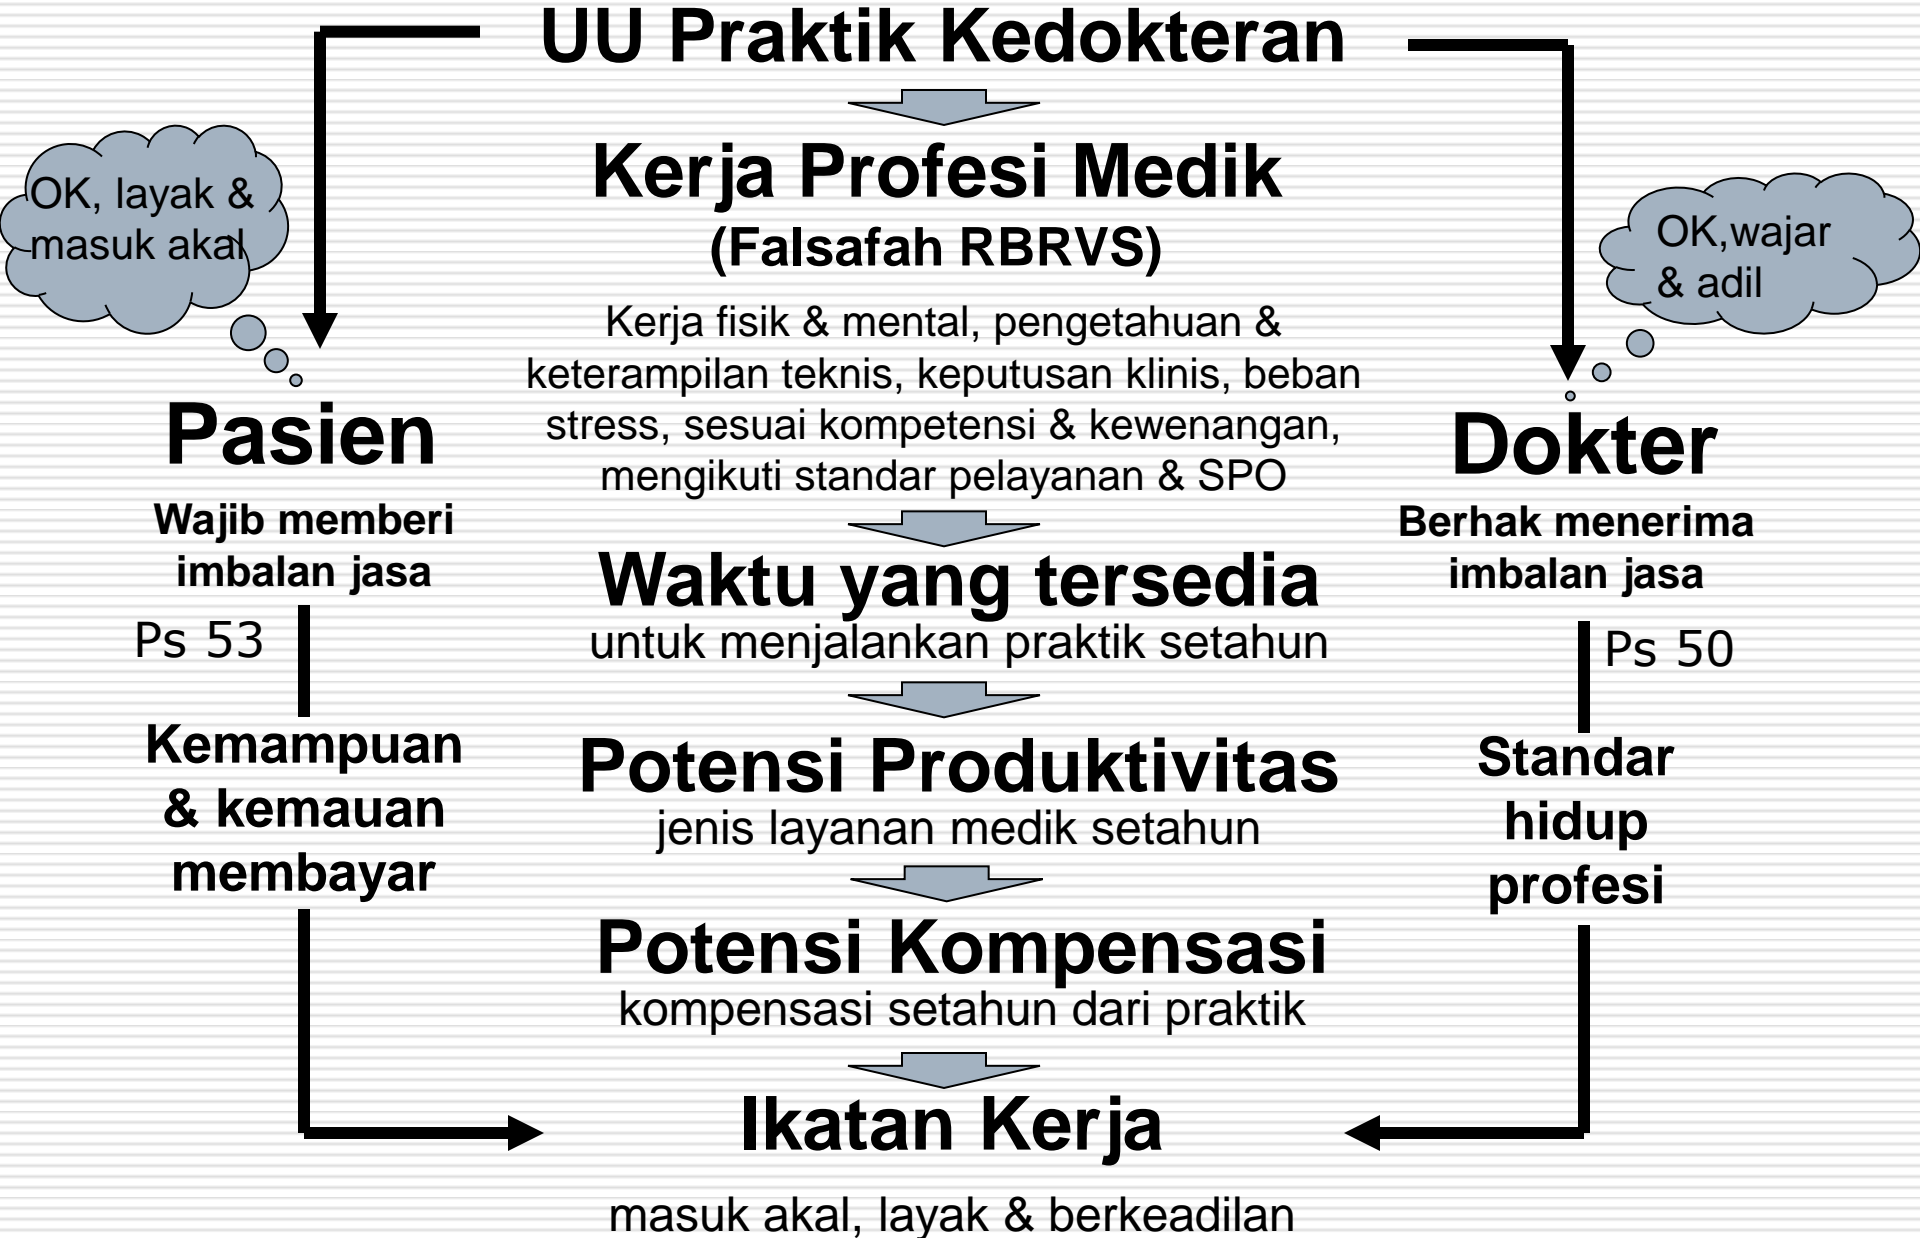 UU Praktik Kedokteran
Kerja Profesi Medik
(Falsafah RBRVS)
Kerja fisik & mental, pengetahuan &
keterampilan teknis, keputusan klinis, beban
stress, sesuai kompetensi & kewenangan,
mengikuti standar pelayanan & SPO
Waktu yang tersedia
untuk menjalankan praktik setahun
Potensi Produktivitas
jenis layanan medik setahun
Potensi Kompensasi
kompensasi setahun dari praktik
Ikatan Kerja
masuk akal, layak & berkeadilan
OK, layak &
masuk akal
Pasien
Wajib memberi
imbalan jasa
Ps 53
Kemampuan
& kemauan
membayar
OK,wajar
& adil
Dokter
Berhak menerima
imbalan jasa
Ps 50
Standar
hidup
profesi